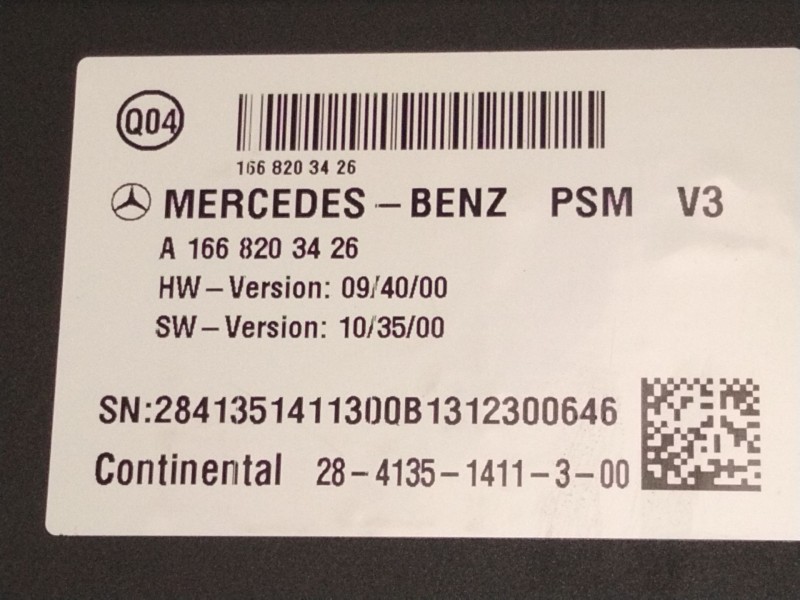 Q04
166 820 34 26
MERCEDES-BENZ PSM V3
A 166 820 34 26
HW-Version: 09/40/00
SW-Version: 10/35/00
SN:2841351411300B1312300646
Continental 28-4135-1411-3-00